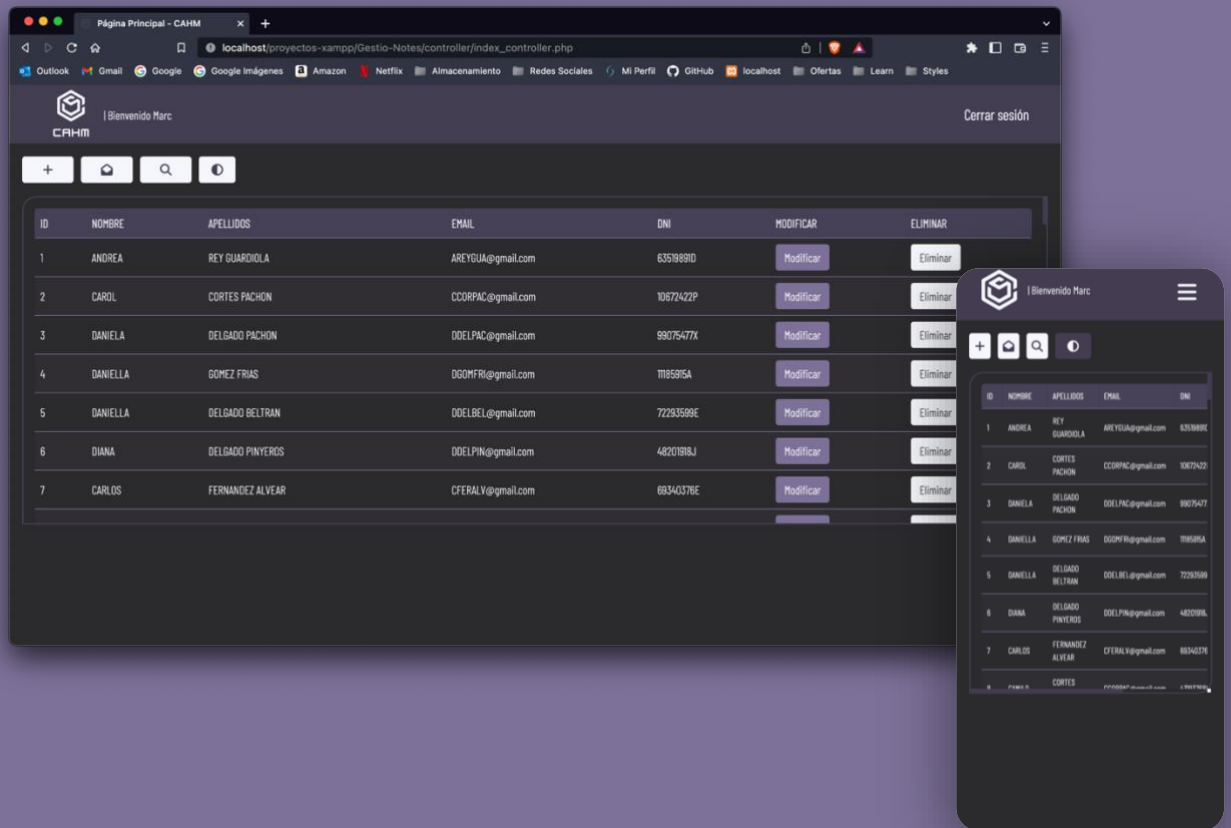 Página Principal - CAHM
localhost/proyectos-xampp/Gestio-Notes/controller/index_controller.php
Outlook Gmail Google Google Imágenes Amazon Netflix Almacenamiento Redes Sociales Mi Perfil GitHub localhost Ofertas Learn Styles
CAHM | Bienvenido Marc Cerrar sesión
ID NOMBRE APELLIDOS EMAIL DNI MODIFICAR ELIMINAR
1 ANDREA REY GUARDIOLA AREYGUA@gmail.com 63519891D Modificar Eliminar
2 CAROL CORTES PACHON CCORPAC@gmail.com 10672422P Modificar Eliminar
3 DANIELA DELGADO PACHON DDELPAC@gmail.com 99075477X Modificar Eliminar
4 DANIELLA GOMEZ FRIAS DGOMFRI@gmail.com 11185915A Modificar Eliminar
5 DANIELLA DELGADO BELTRAN DDELBEL@gmail.com 72293599E Modificar Eliminar
6 DIANA DELGADO PINYEROS DDELPIN@gmail.com 48201918J Modificar Eliminar
7 CARLOS FERNANDEZ ALVEAR CFERALV@gmail.com 69340376E Modificar Eliminar
| Bienvenido Marc
ID NOMBRE APELLIDOS EMAIL DNI
1 ANDREA REY GUARDIOLA AREYGUA@gmail.com
2 CAROL CORTES PACHON CCORPAC@gmail.com 10672422
3 DANIELA DELGADO PACHON DDELPAC@gmail.com 99075477
4 DANIELLA GOMEZ FRIAS DGOMFRI@gmail.com 11185915A
5 DANIELLA DELGADO BELTRAN DDELBEL@gmail.com 72293599
6 DIANA DELGADO PINYEROS DDELPIN@gmail.com 48201918
7 CARLOS FERNANDEZ ALVEAR CFERALV@gmail.com 69340376
CORTES